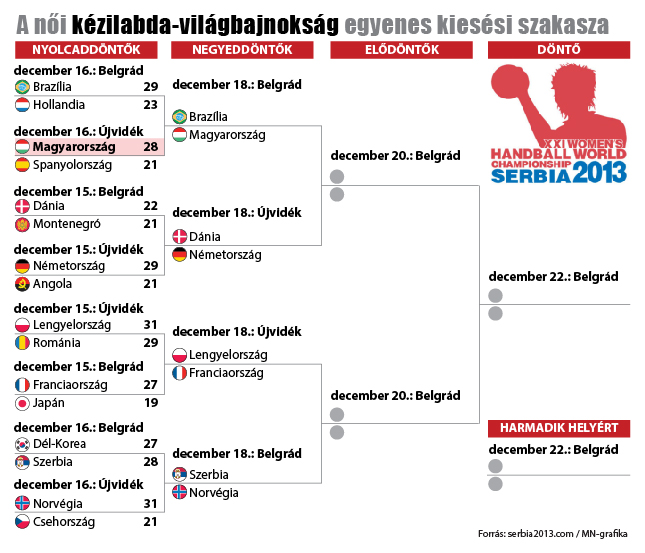 A női kézilabda-világbajnokság egyenes kiesési szakasza
NYOLCADDÖNTŐK
december 16.: Belgrád
Brazília 29
Hollandia 23
december 16.: Újvidék
Magyarország 28
Spanyolország 21
december 15.: Belgrád
Dánia 22
Montenegró 21
december 15.: Újvidék
Németország 29
Angola 21
december 15.: Újvidék
Lengyelország 31
Románia 29
december 15.: Belgrád
Franciaország 27
Japán 19
december 16.: Belgrád
Dél-Korea 27
Szerbia 28
december 16.: Újvidék
Norvégia 31
Csehország 21
NEGYEDDÖNTŐK
december 18.: Belgrád
Brazília
Magyarország
december 18.: Újvidék
Dánia
Németország
december 18.: Újvidék
Lengyelország
Franciaország
december 18.: Belgrád
Szerbia
Norvégia
ELŐDÖNTŐK
december 20.: Belgrád
december 20.: Belgrád
DÖNTŐ
XXI WOMEN'S
HANDBALL WORLD
CHAMPIONSHIP
SERBIA 2013
december 22.: Belgrád
HARMADIK HELYÉRT
december 22.: Belgrád
Forrás: serbia2013.com / MN-grafika